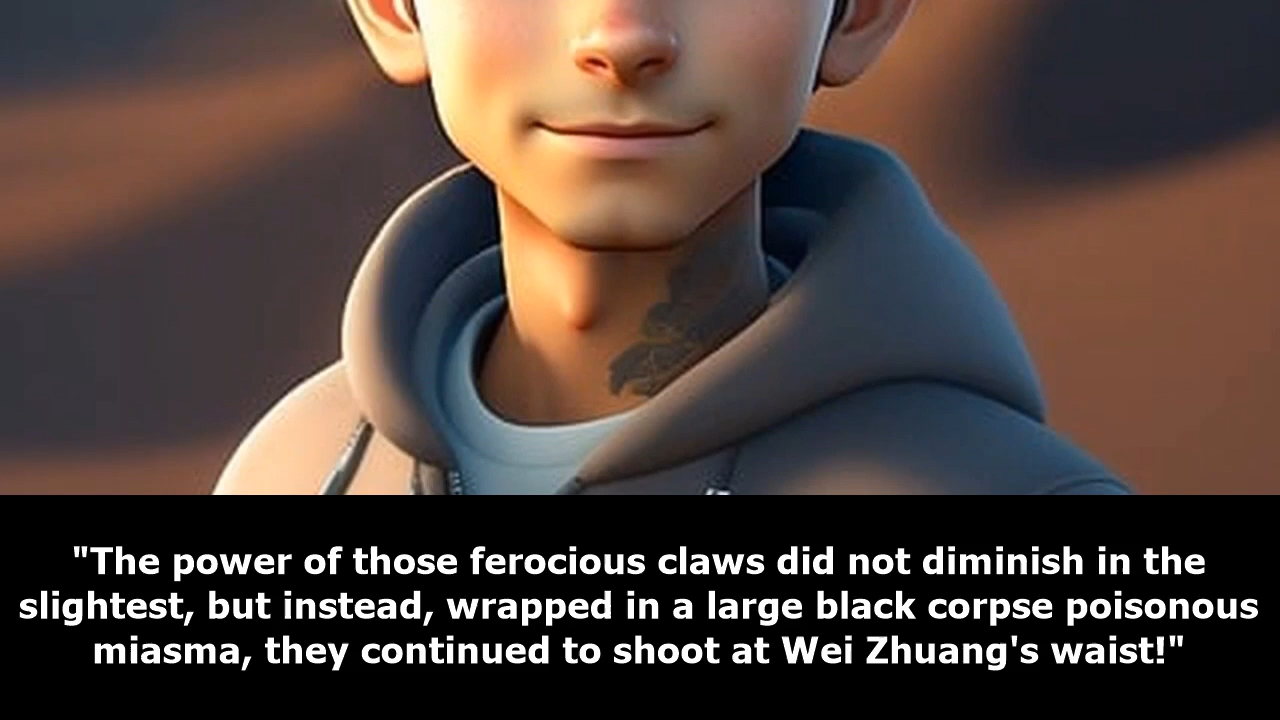 "The power of those ferocious claws did not diminish in the
slightest, but instead, wrapped in a large black corpse poisonous
miasma, they continued to shoot at Wei Zhuang's waist!"